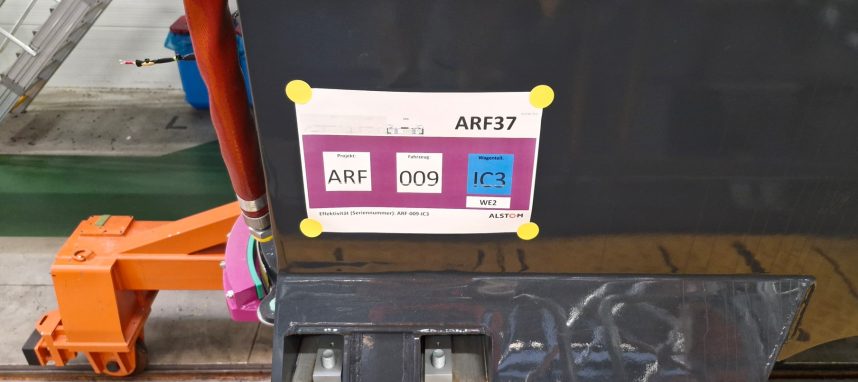 ARF37
Projekt: Fahrzeug: Wagenteil:
ARF 009 IC3
WE2
Effektivität (Seriennummer): ARF-009-IC3
ALSTOM